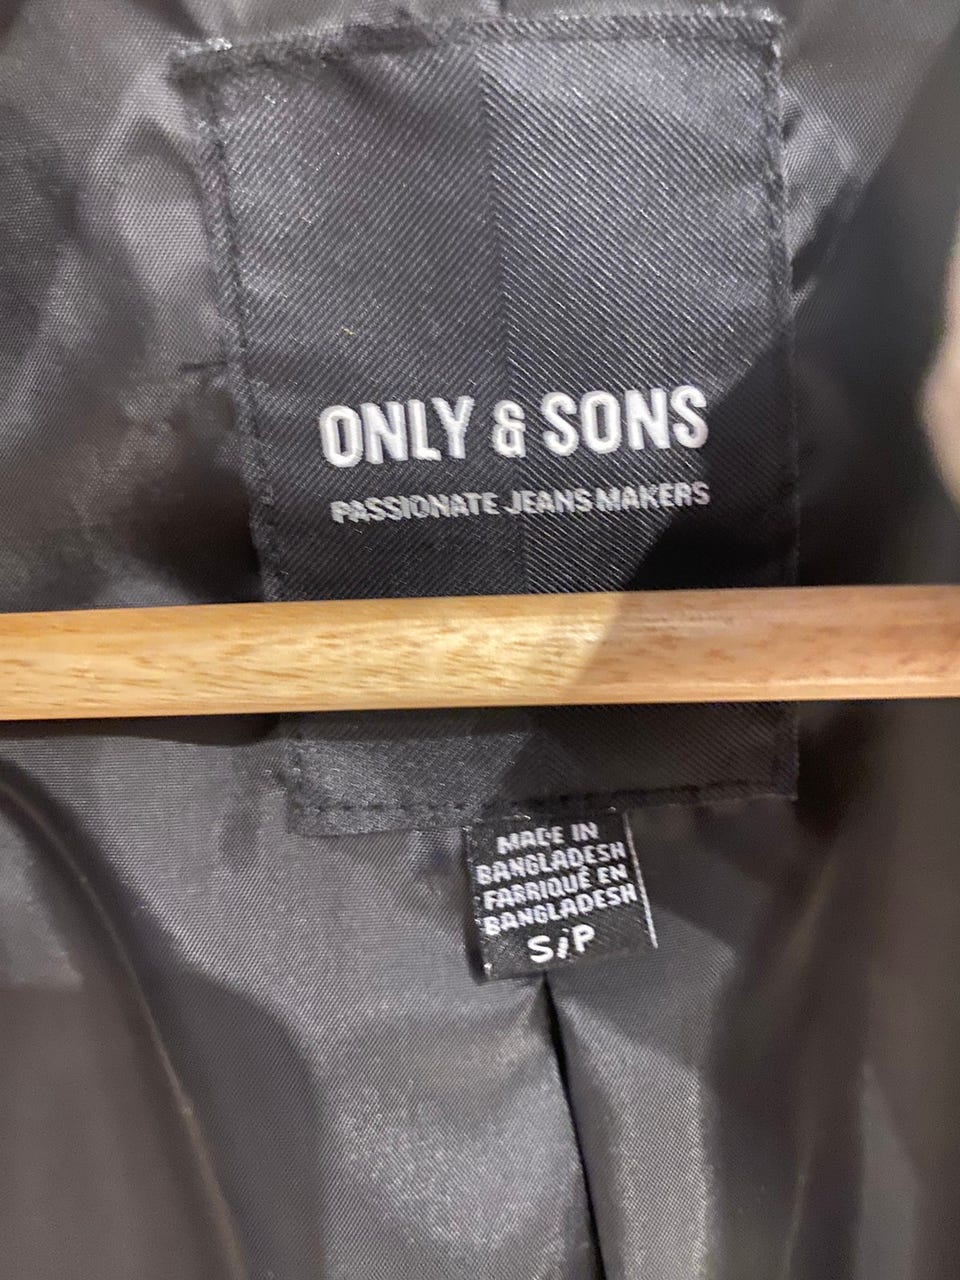 ONLY & SONS
PASSIONATE JEANS MAKERS
MADE IN
BANGLADESH
FABRIQUÉ EN
BANGLADESH
S/P